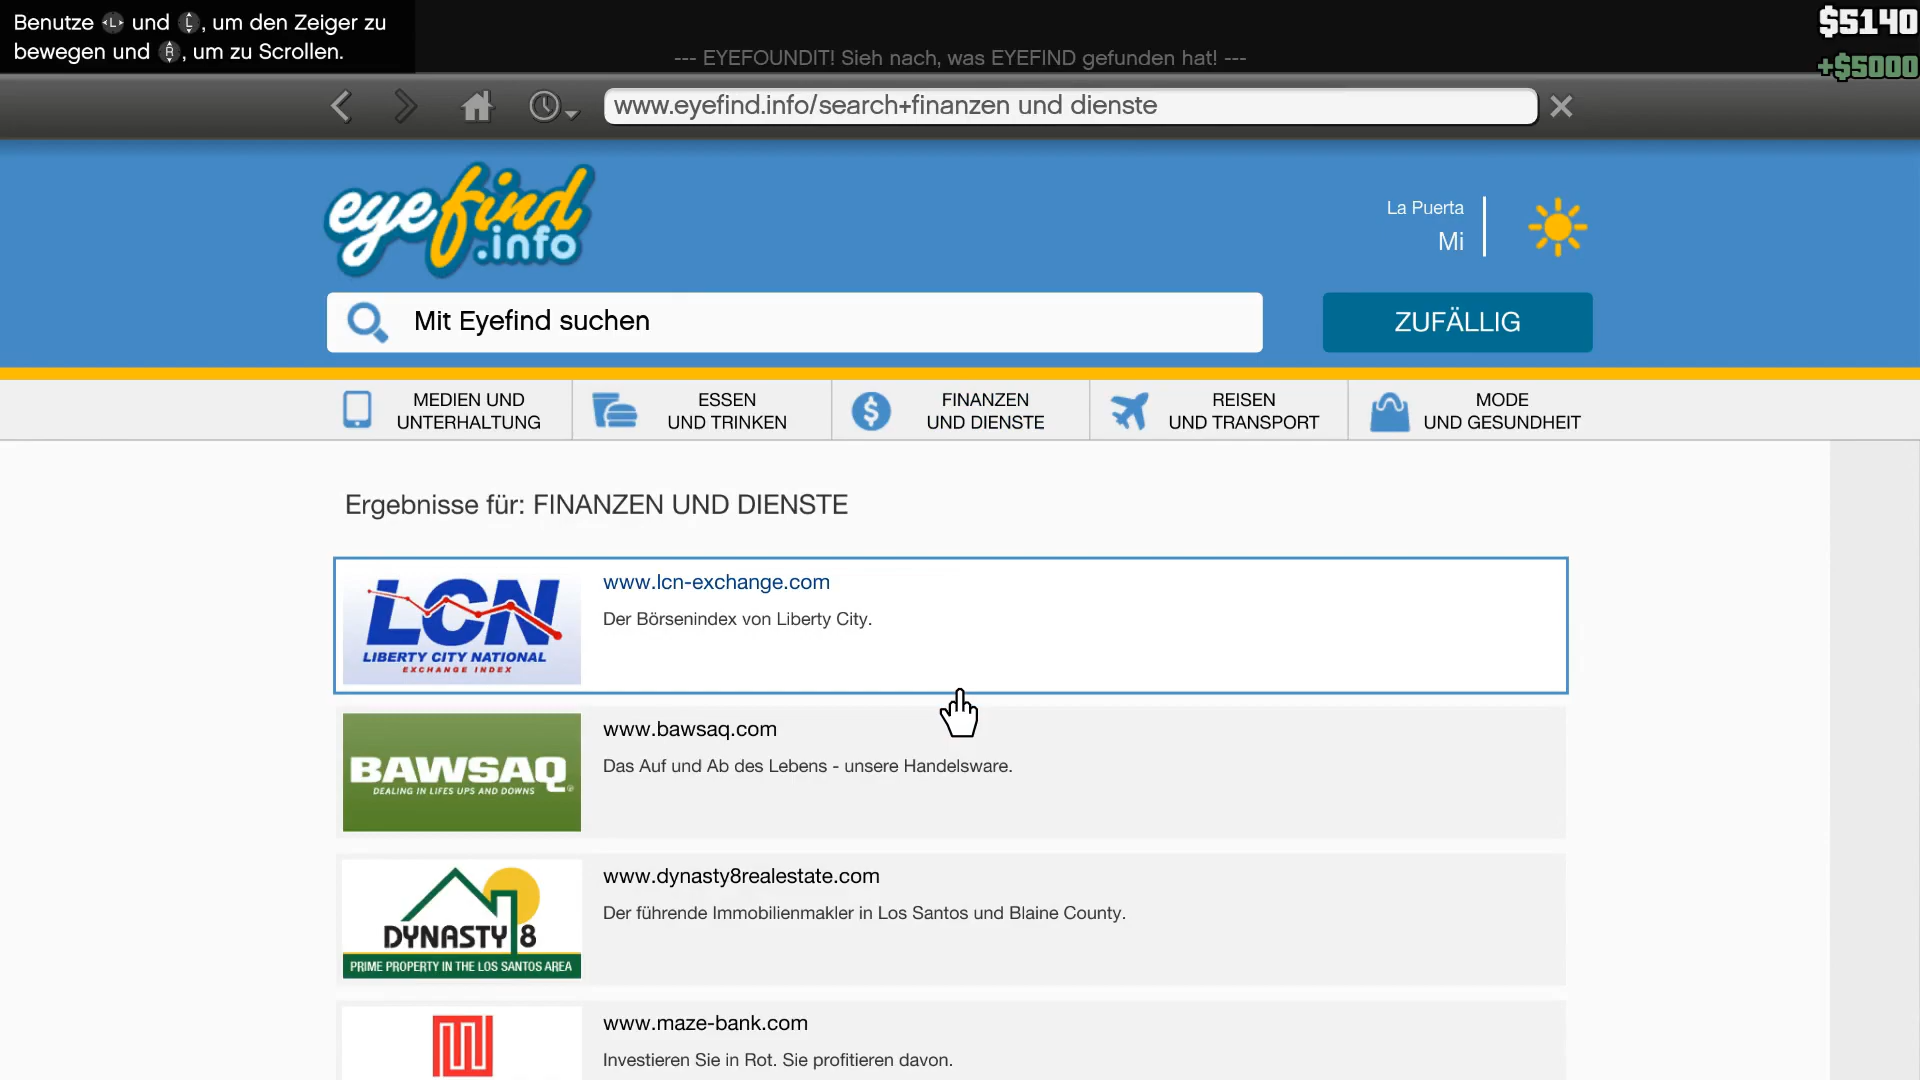 Benutze L und L, um den Zeiger zu
bewegen und R, um zu Scrollen.
--- EYEFOUNDIT! Sieh nach, was EYEFIND gefunden hat! ---
$5140
+$5000
www.eyefind.info/search+finanzen und dienste
eyefind
.info
La Puerta
Mi
Mit Eyefind suchen
ZUFÄLLIG
MEDIEN UND
UNTERHALTUNG
ESSEN
UND TRINKEN
FINANZEN
UND DIENSTE
REISEN
UND TRANSPORT
MODE
UND GESUNDHEIT
Ergebnisse für: FINANZEN UND DIENSTE
LCN
LIBERTY CITY NATIONAL
EXCHANGE INDEX
www.lcn-exchange.com
Der Börsenindex von Liberty City.
BAWSAQ
DEALING IN LIFES UPS AND DOWNS
www.bawsaq.com
Das Auf und Ab des Lebens - unsere Handelsware.
DYNASTY 8
PRIME PROPERTY IN THE LOS SANTOS AREA
www.dynasty8realestate.com
Der führende Immobilienmakler in Los Santos und Blaine County.
www.maze-bank.com
Investieren Sie in Rot. Sie profitieren davon.